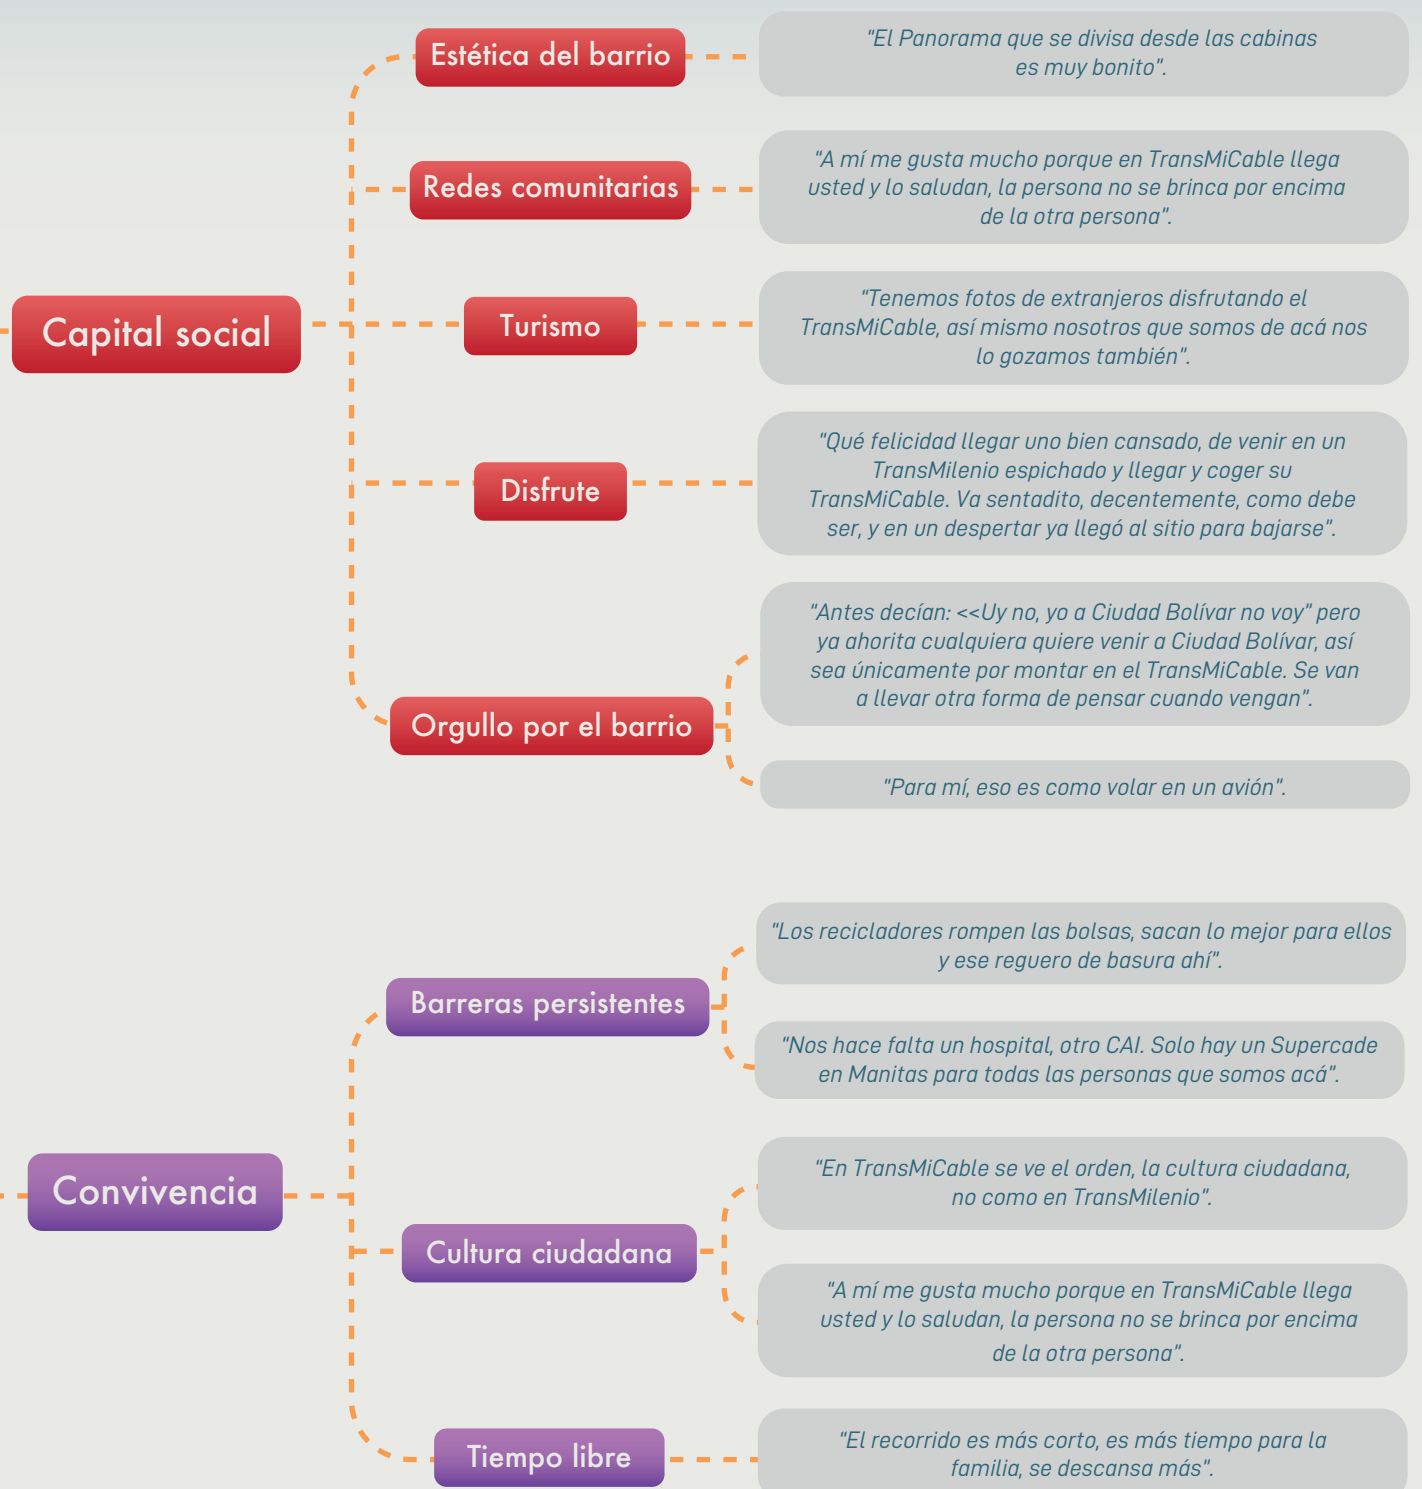 Capital social
Estética del barrio
"El Panorama que se divisa desde las cabinas
es muy bonito".
Redes comunitarias
"A mí me gusta mucho porque en TransMiCable llega
usted y lo saludan, la persona no se brinca por encima
de la otra persona".
Turismo
"Tenemos fotos de extranjeros disfrutando el
TransMiCable, así mismo nosotros que somos de acá nos
lo gozamos también".
Disfrute
"Qué felicidad llegar uno bien cansado, de venir en un
TransMilenio espichado y llegar y coger su
TransMiCable. Va sentadito, decentemente, como debe
ser, y en un despertar ya llegó al sitio para bajarse".
Orgullo por el barrio
"Antes decían: <<Uy no, yo a Ciudad Bolívar no voy" pero
ya ahorita cualquiera quiere venir a Ciudad Bolívar, así
sea únicamente por montar en el TransMiCable. Se van
a llevar otra forma de pensar cuando vengan".
"Para mí, eso es como volar en un avión".
Convivencia
Barreras persistentes
"Los recicladores rompen las bolsas, sacan lo mejor para ellos
y ese reguero de basura ahí".
"Nos hace falta un hospital, otro CAI. Solo hay un Supercade
en Manitas para todas las personas que somos acá".
Cultura ciudadana
"En TransMiCable se ve el orden, la cultura ciudadana,
no como en TransMilenio".
"A mí me gusta mucho porque en TransMiCable llega
usted y lo saludan, la persona no se brinca por encima
de la otra persona".
Tiempo libre
"El recorrido es más corto, es más tiempo para la
familia, se descansa más".